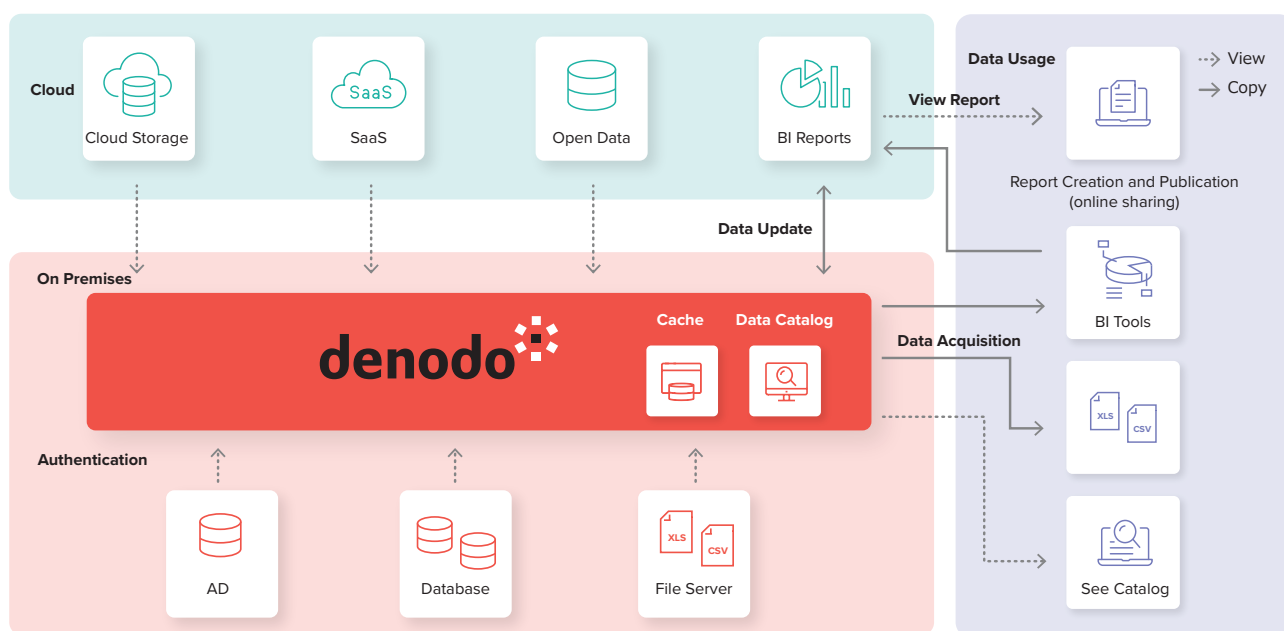 Cloud
SaaS
Cloud Storage
SaaS
Open Data
BI Reports
View Report
Data Usage
View
Copy
Report Creation and Publication
(online sharing)
Data Update
On Premises
denodo
Cache
Data Catalog
BI Tools
Data Acquisition
XLS
CSV
Authentication
AD
Database
XLS
CSV
File Server
See Catalog